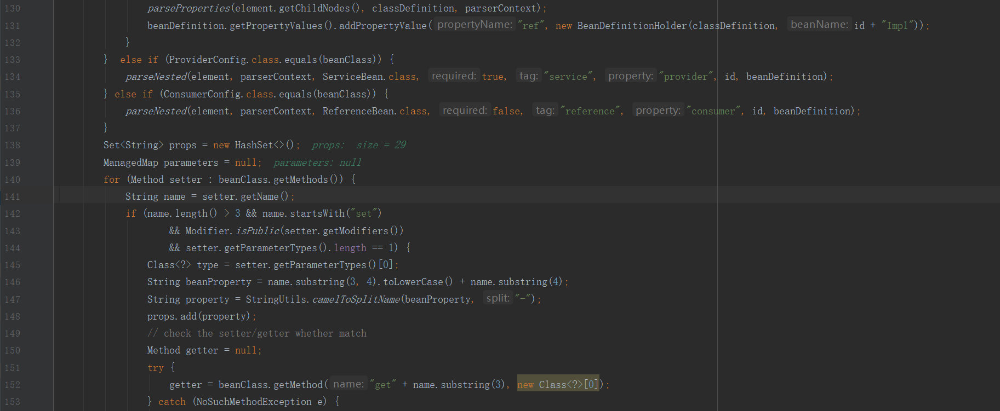 130 parseProperties(element.getChildNodes(), classDefinition, parserContext);
131 beanDefinition.getPropertyValues().addPropertyValue( propertyName: "ref", new BeanDefinitionHolder(classDefinition, beanName: id + "Impl"));
132 }
133 } else if (ProviderConfig.class.equals(beanClass)) {
134 parseNested(element, parserContext, ServiceBean.class, required: true, tag: "service", property: "provider", id, beanDefinition);
135 } else if (ConsumerConfig.class.equals(beanClass)) {
136 parseNested(element, parserContext, ReferenceBean.class, required: false, tag: "reference", property: "consumer", id, beanDefinition);
137 }
138 Set<String> props = new HashSet<>(); props: size = 29
139 ManagedMap parameters = null; parameters: null
140 for (Method setter : beanClass.getMethods()) {
141 String name = setter.getName();
142 if (name.length() > 3 && name.startsWith("set")
143 && Modifier.isPublic(setter.getModifiers())
144 && setter.getParameterTypes().length == 1) {
145 Class<?> type = setter.getParameterTypes()[0];
146 String beanProperty = name.substring(3, 4).toLowerCase() + name.substring(4);
147 String property = StringUtils.camelToSplitName(beanProperty, split: "-");
148 props.add(property);
149 // check the setter/getter whether match
150 Method getter = null;
151 try {
152 getter = beanClass.getMethod( name: "get" + name.substring(3), new Class<?>[0]);
153 } catch (NoSuchMethodException e) {